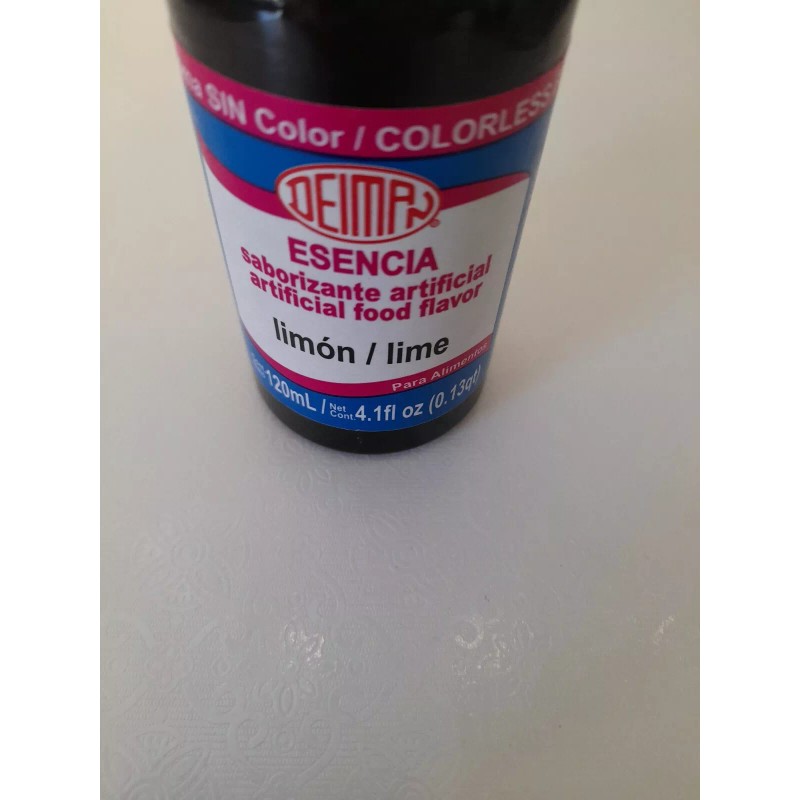 SIN Color / COLORLESS
DEIMAN®
ESENCIA
saborizante artificial
artificial food flavor
limón / lime
Para Alimentos
120mL / Net Cont. 4.1fl oz (0.13qt)